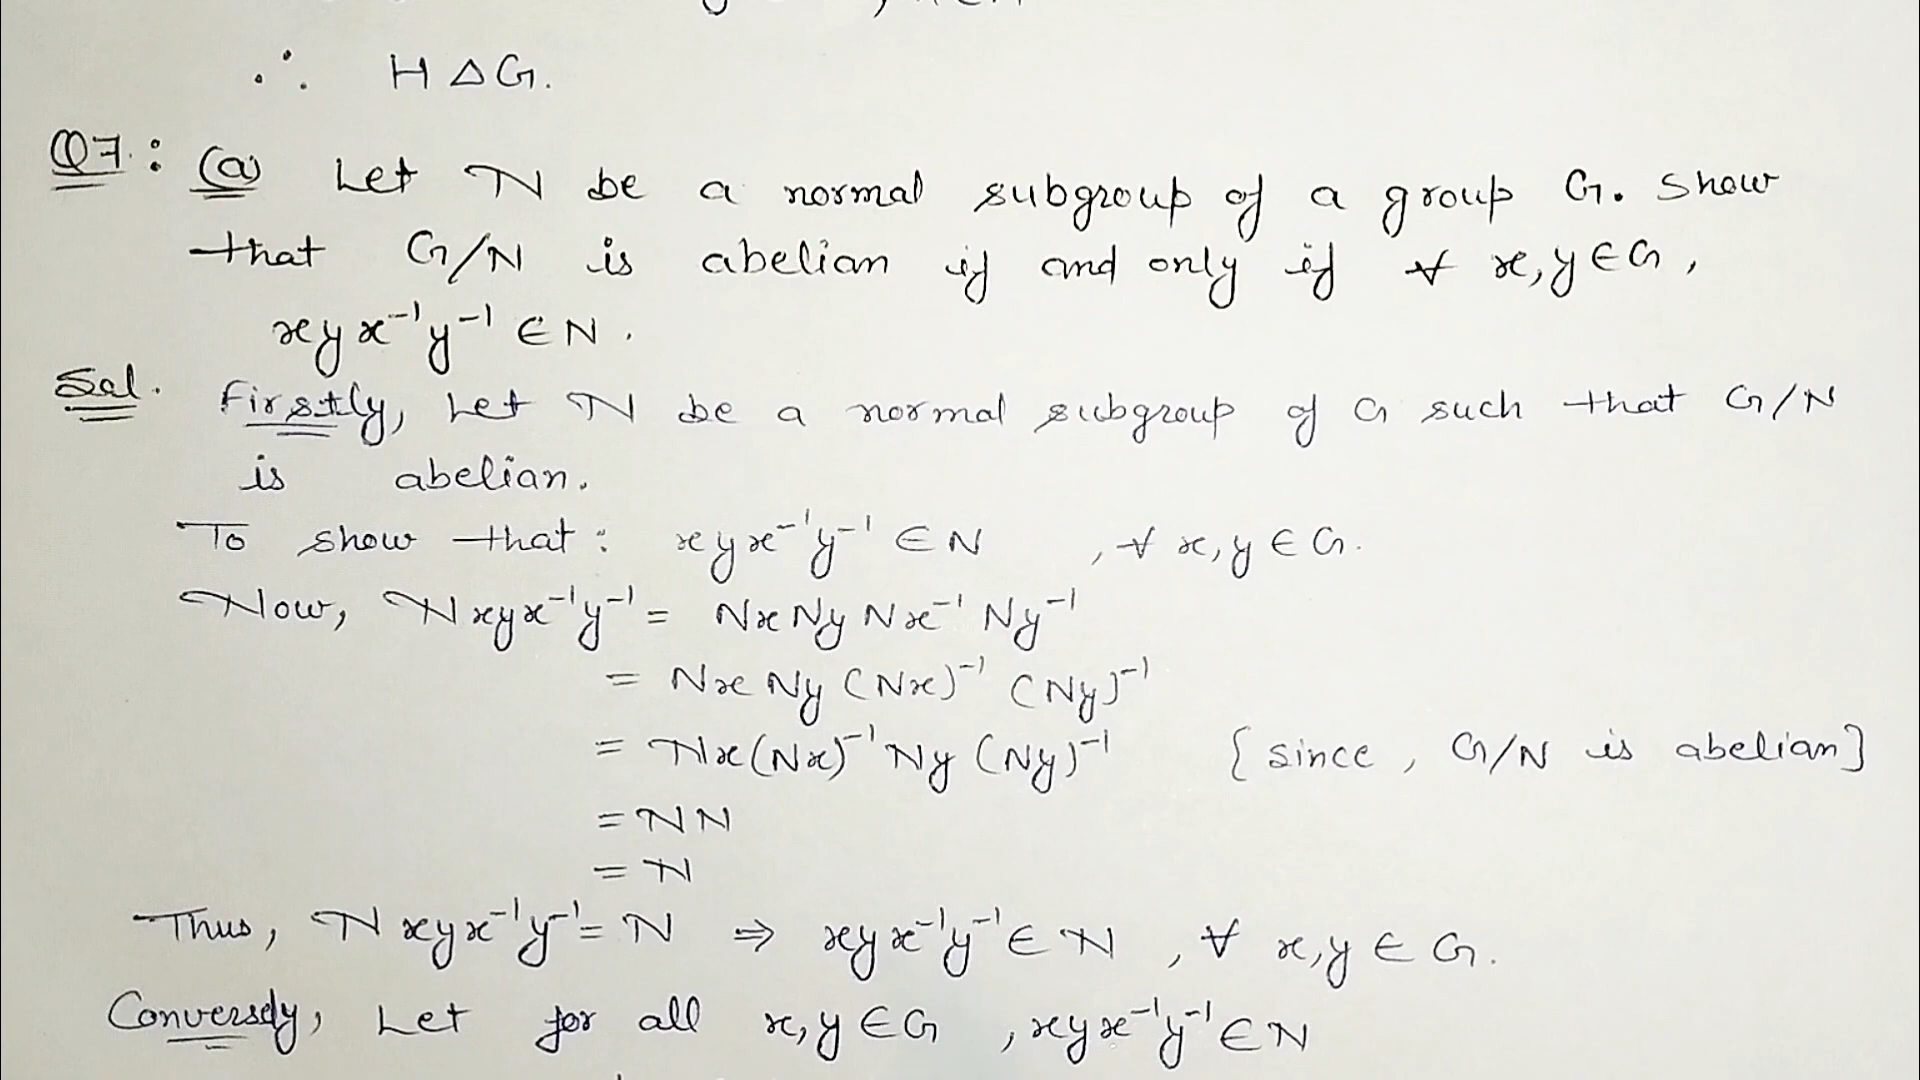 ∴ H △ G.
Q7: (a) Let N be a normal subgroup of a group G. Show
that G/N is abelian if and only if ∀ x, y ∈ G,
xyx⁻¹y⁻¹ ∈ N.
Sol. Firstly, Let N be a normal subgroup of G such that G/N
is abelian.
To show that: xyx⁻¹y⁻¹ ∈ N , ∀ x, y ∈ G.
Now, Nxyx⁻¹y⁻¹ = Nx Ny Nx⁻¹ Ny⁻¹
= Nx Ny (Nx)⁻¹ (Ny)⁻¹
= Nx(Nx)⁻¹ Ny (Ny)⁻¹ {since, G/N is abelian}
= NN
= N
Thus, Nxyx⁻¹y⁻¹ = N ⇒ xyx⁻¹y⁻¹ ∈ N , ∀ x, y ∈ G.
Conversely, Let for all x, y ∈ G , xyx⁻¹y⁻¹ ∈ N